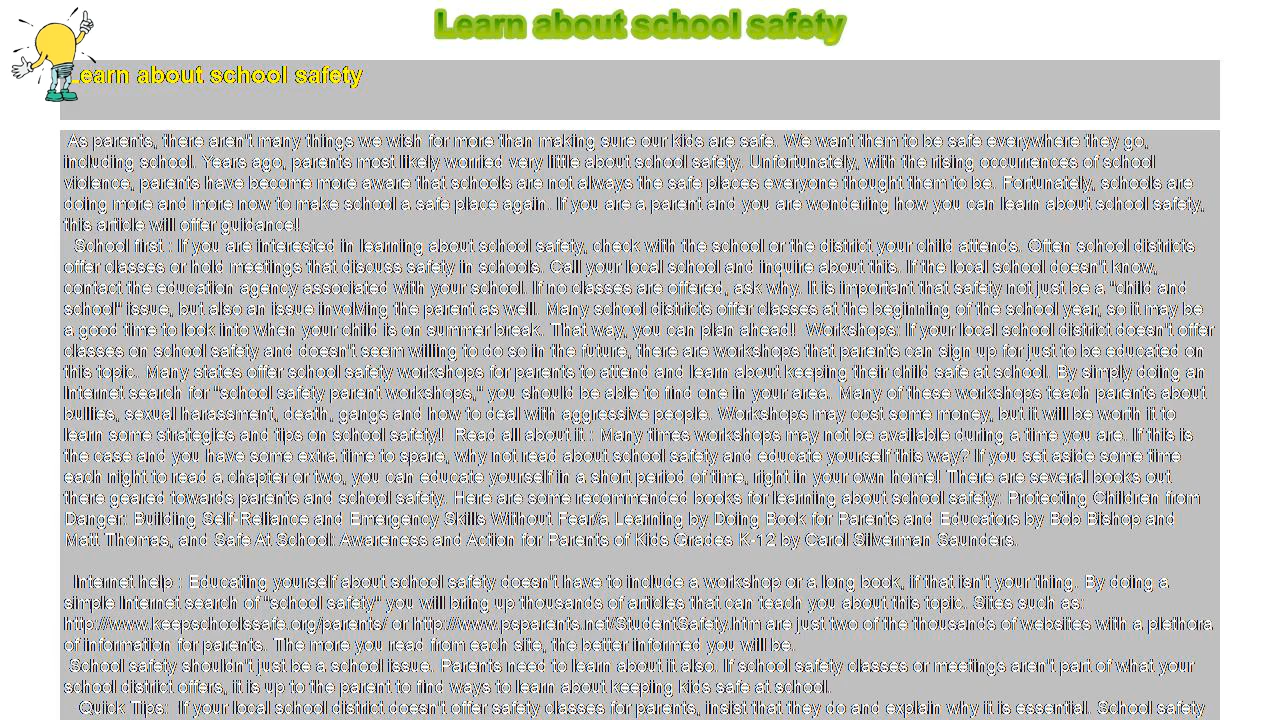 Learn about school safety
Learn about school safety
As parents, there aren't many things we wish for more than making sure our kids are safe. We want them to be safe everywhere they go,
including school. Years ago, parents most likely worried very little about school safety. Unfortunately, with the rising occurrences of school
violence, parents have become more aware that schools are not always the safe places everyone thought them to be. Fortunately, schools are
doing more and more now to make school a safe place again. If you are a parent and you are wondering how you can learn about school safety,
this article will offer guidance!
School first : If you are interested in learning about school safety, check with the school or the district your child attends. Often school districts
offer classes or hold meetings that discuss safety in schools. Call your local school and inquire about this. If the local school doesn't know,
contact the education agency associated with your school. If no classes are offered, ask why. It is important that safety not just be a "child and
school" issue, but also an issue involving the parent as well. Many school districts offer classes at the beginning of the school year, so it may be
a good time to look into when your child is on summer break. That way, you can plan ahead! Workshops: If your local school district doesn't offer
classes on school safety and doesn't seem willing to do so in the future, there are workshops that parents can sign up for just to be educated on
this topic. Many states offer school safety workshops for parents to attend and learn about keeping their child safe at school. By simply doing an
Internet search for "school safety parent workshops," you should be able to find one in your area. Many of these workshops teach parents about
bullies, sexual harassment, death, gangs and how to deal with aggressive people. Workshops may cost some money, but it will be worth it to
learn some strategies and tips on school safety! Read all about it : Many times workshops may not be available during a time you are. If this is
the case and you have some extra time to spare, why not read about school safety and educate yourself this way? If you set aside some time
each night to read a chapter or two, you can educate yourself in a short period of time, right in your own home! There are several books out
there geared towards parents and school safety. Here are some recommended books for learning about school safety: Protecting Children from
Danger: Building Self-Reliance and Emergency Skills Without Fear/a Learning by Doing Book for Parents and Educators by Bob Bishop and
Matt Thomas, and Safe At School: Awareness and Action for Parents of Kids Grades K-12 by Carol Silverman Saunders.
Internet help : Educating yourself about school safety doesn't have to include a workshop or a long book, if that isn't your thing. By doing a
simple Internet search of "school safety" you will bring up thousands of articles that can teach you about this topic. Sites such as:
http://www.keepschoolssafe.org/parents/ or http://www.psparents.net/StudentSafety.htm are just two of the thousands of websites with a plethora
of information for parents. The more you read from each site, the better informed you will be.
School safety shouldn't just be a school issue. Parents need to learn about it also. If school safety classes or meetings aren't part of what your
school district offers, it is up to the parent to find ways to learn about keeping kids safe at school.
Quick Tips: If your local school district doesn't offer safety classes for parents, insist that they do and explain why it is essential. School safety